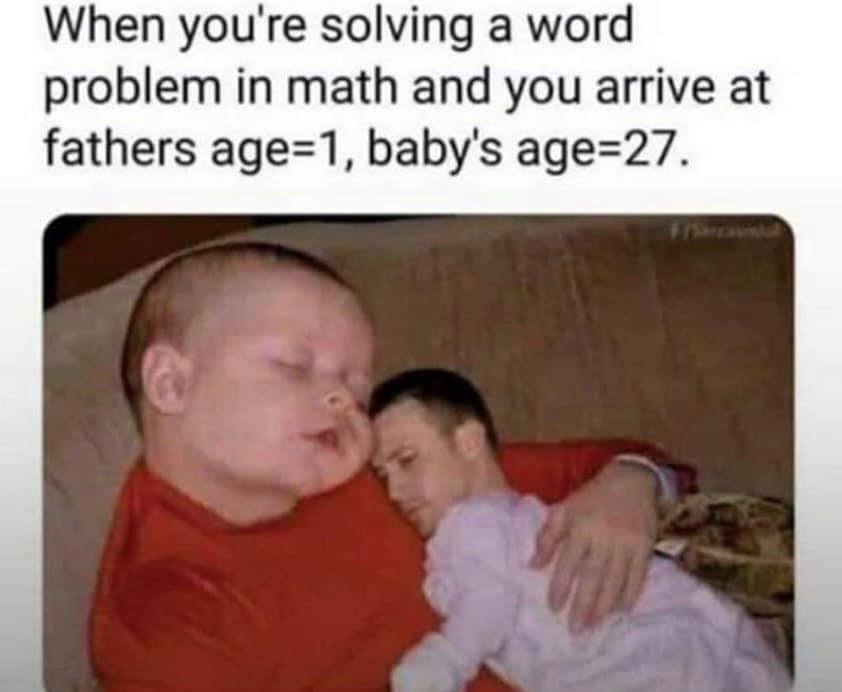 When you're solving a word
problem in math and you arrive at
fathers age=1, baby's age=27.